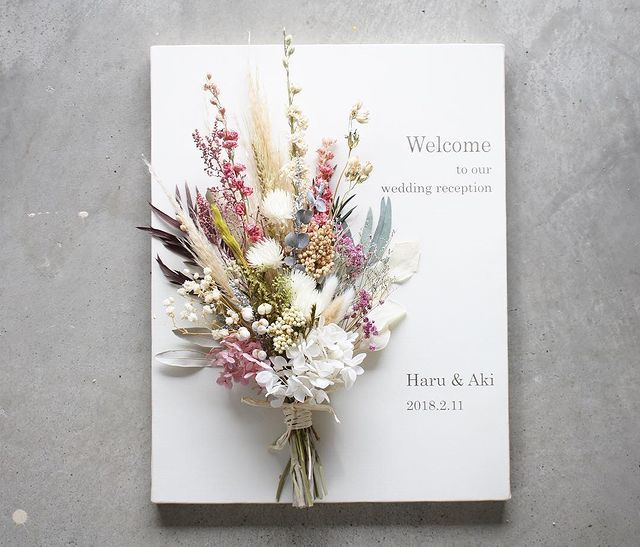 Welcome
to our
wedding reception
Haru & Aki
2018.2.11